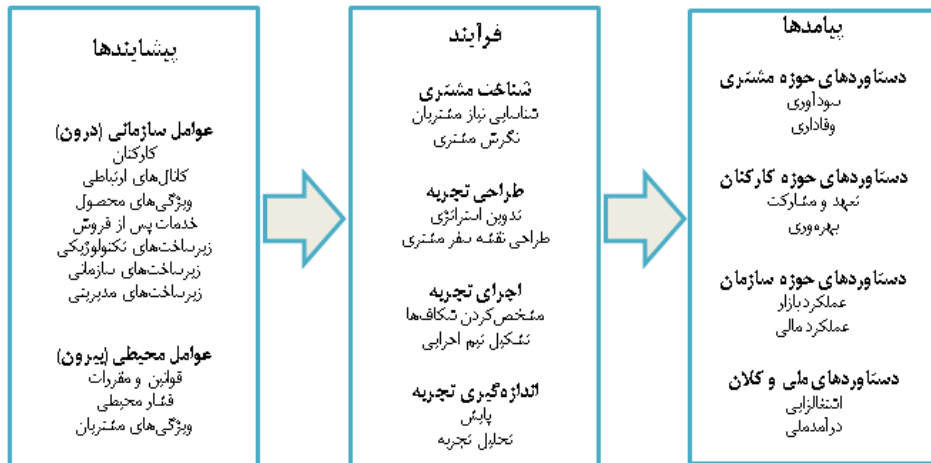 پیشایندها
عوامل سازمانی (درون)
کارکنان
کانال‌های ارتباطی
ویژگی‌های محصول
خدمات پس از فروش
زیرساخت‌های تکنولوژیکی
زیرساخت‌های سازمانی
زیرساخت‌های مدیریتی
عوامل محیطی (بیرون)
قوانین و مقررات
فشار محیطی
ویژگی‌های مشتریان
فرآیند
شناخت مشتری
شناسایی نیاز مشتریان
نگرش مشتری
طراحی تجربه
تدوین استراتژی
طراحی نقشه سفر مشتری
اجرای تجربه
مشخص‌کردن شکاف‌ها
تشکیل تیم اجرایی
اندازه‌گیری تجربه
پایش
تحلیل تجربه
پیامدها
دستاوردهای حوزه مشتری
سودآوری
وفاداری
دستاوردهای حوزه کارکنان
تعهد و مشارکت
بهره‌وری
دستاوردهای حوزه سازمان
عملکرد بازار
عملکرد مالی
دستاوردهای ملی و کلان
اشتغالزایی
درآمدملی